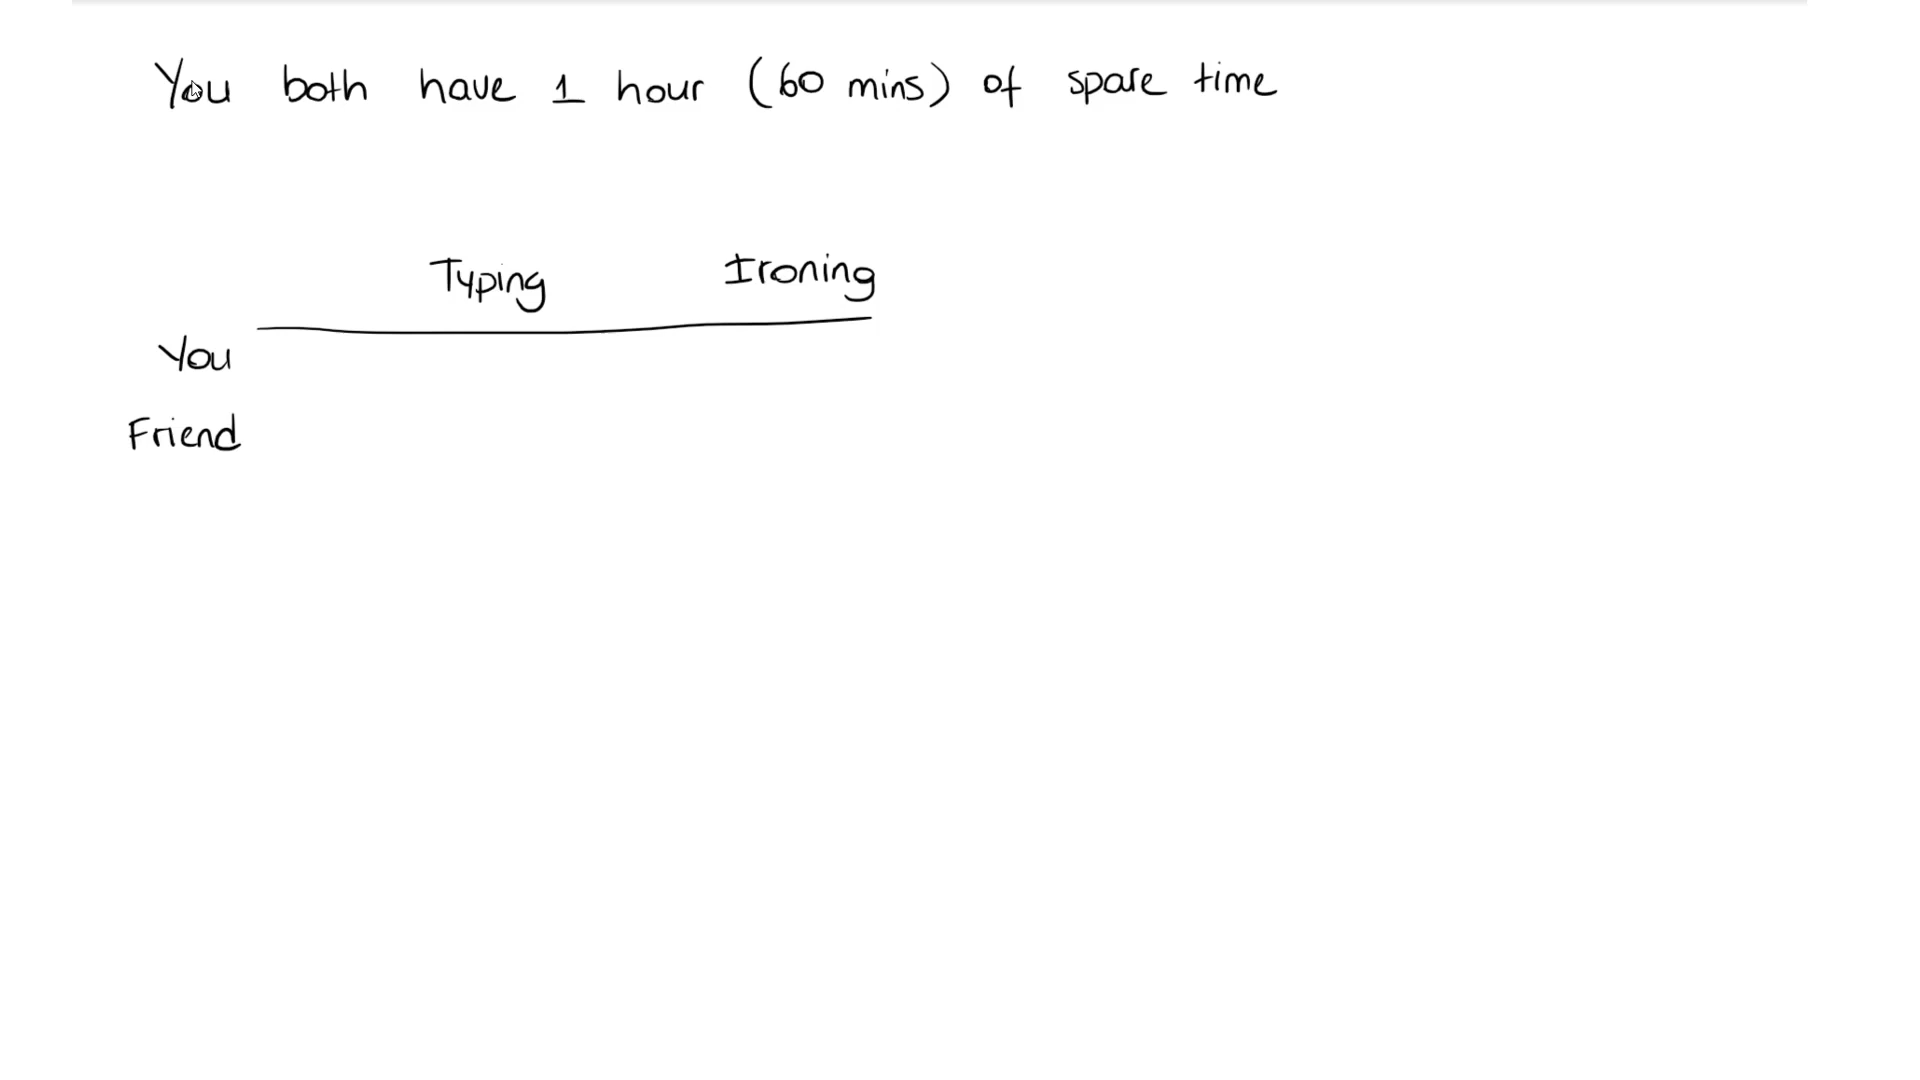 You both have 1 hour (60 mins) of spare time
Typing Ironing
You
Friend